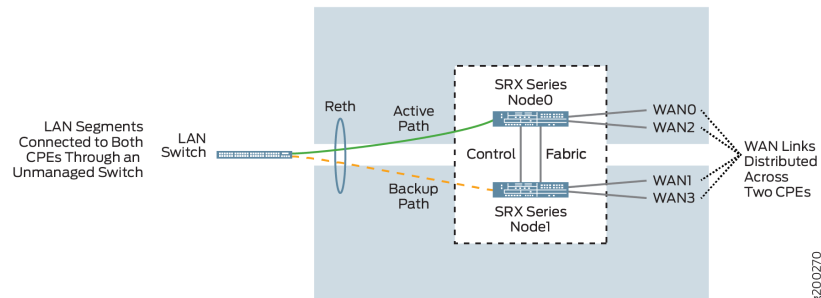 LAN Segments
Connected to Both
CPEs Through an
Unmanaged Switch
LAN
Switch
Reth
Active
Path
Backup
Path
SRX Series
Node0
Control
Fabric
SRX Series
Node1
WAN0
WAN2
WAN1
WAN3
WAN Links
Distributed
Across
Two CPEs
g200270